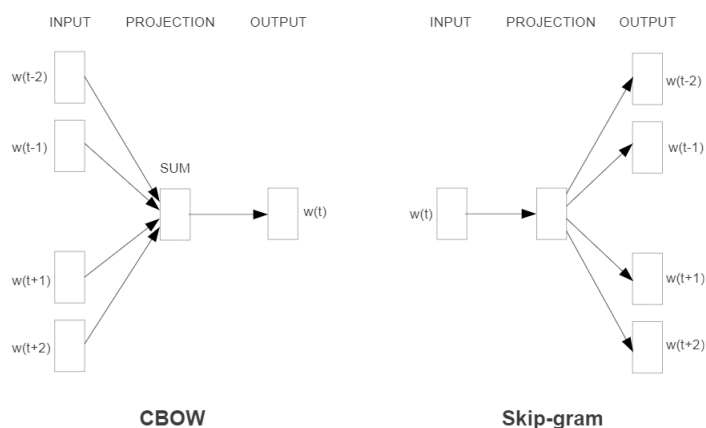 INPUT PROJECTION OUTPUT
w(t-2)
w(t-1)
SUM
w(t)
w(t+1)
w(t+2)
CBOW
INPUT PROJECTION OUTPUT
w(t-2)
w(t-1)
w(t)
w(t+1)
w(t+2)
Skip-gram